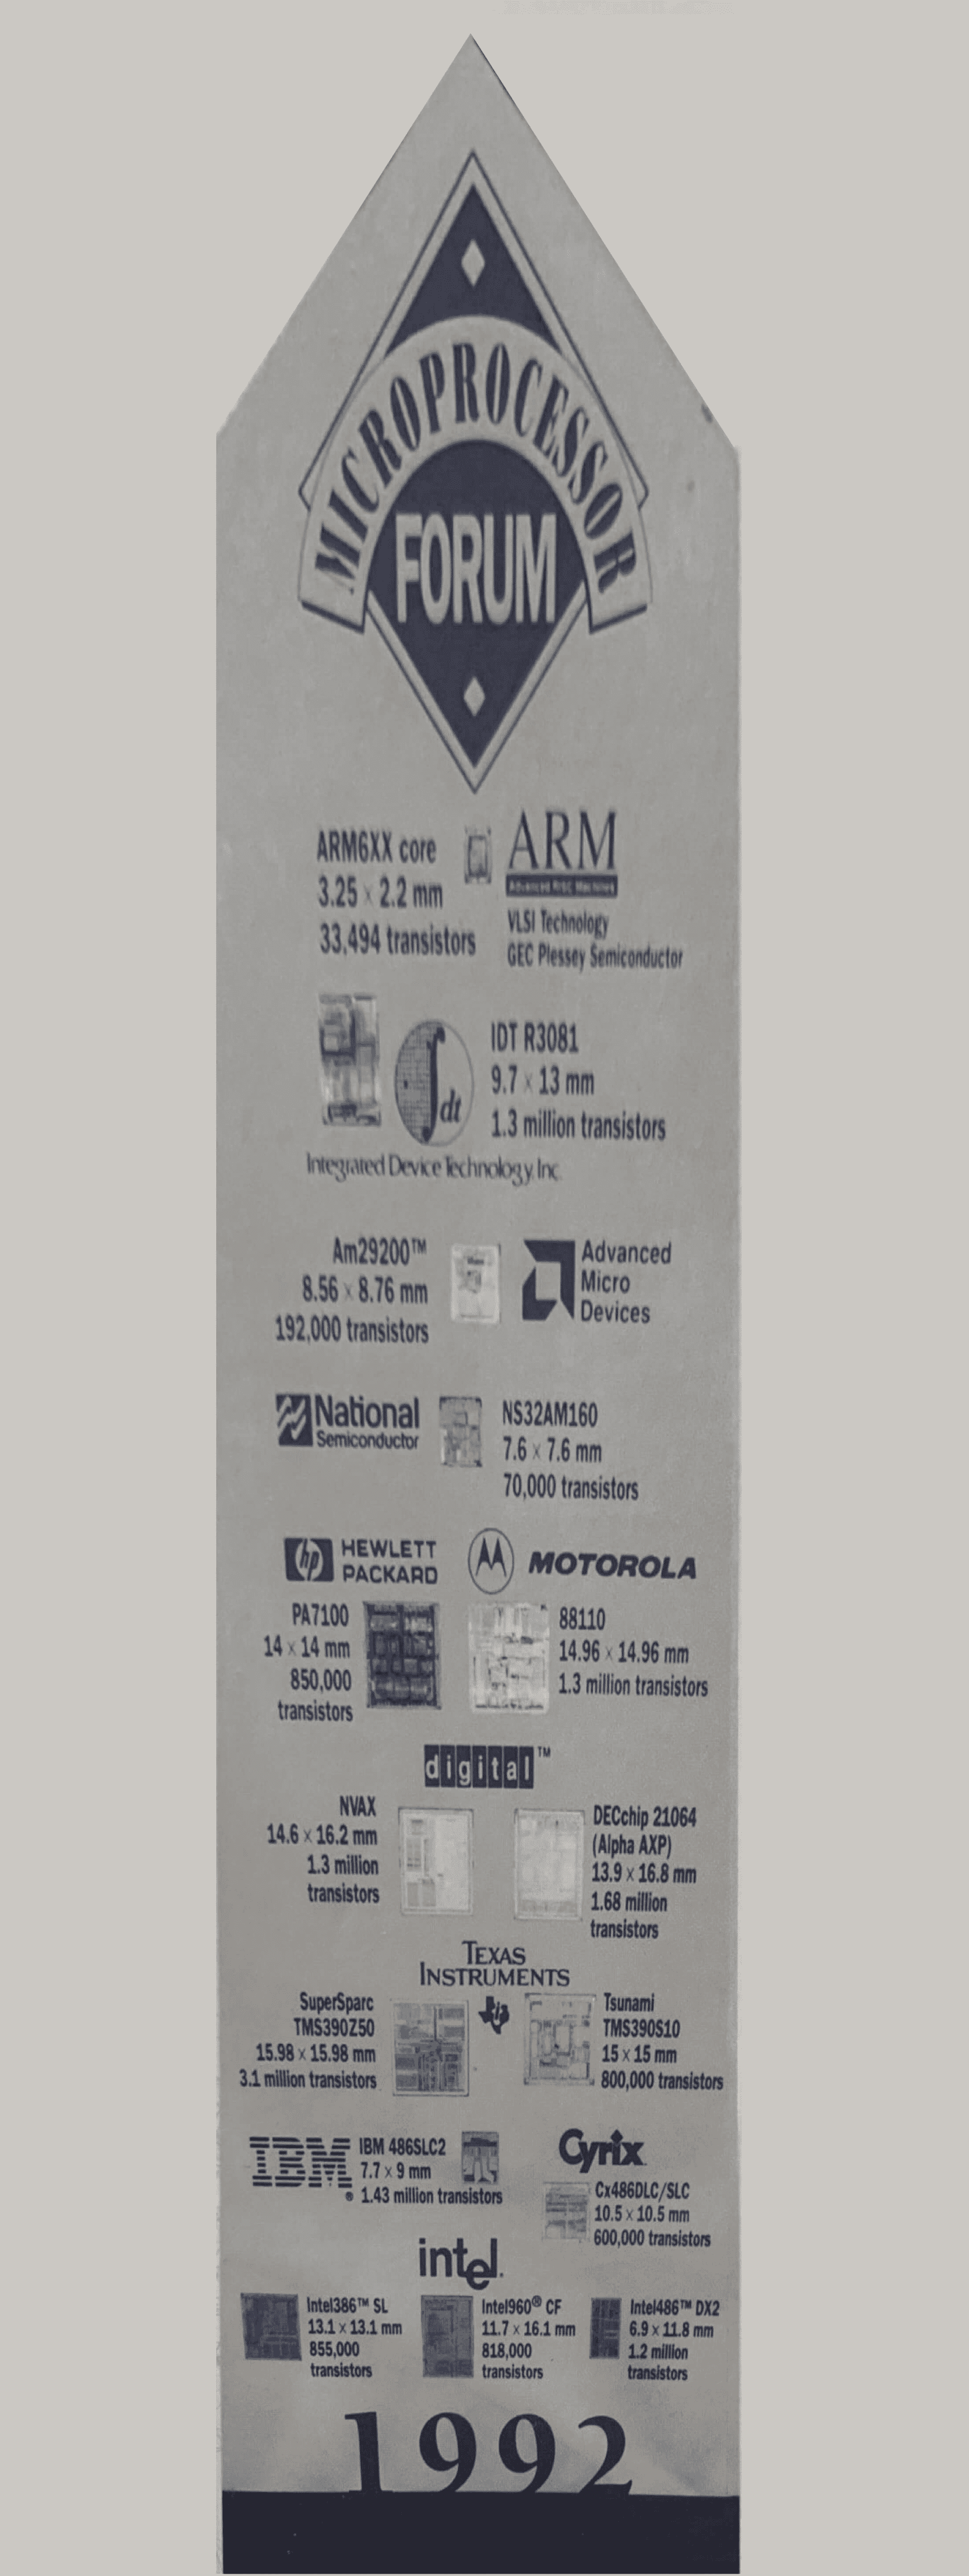 MICROPROCESSOR
FORUM
ARM6XX core
3.25 × 2.2 mm
33,494 transistors
ARM
Advanced RISC Machines
VLSI Technology
GEC Plessey Semiconductor
dt
Integrated Device Technology, Inc.
IDT R3081
9.7 × 13 mm
1.3 million transistors
Am29200™
8.56 × 8.76 mm
192,000 transistors
Advanced
Micro
Devices
National
Semiconductor
NS32AM160
7.6 × 7.6 mm
70,000 transistors
hp HEWLETT
PACKARD
MOTOROLA
PA7100
14 × 14 mm
850,000
transistors
88110
14.96 × 14.96 mm
1.3 million transistors
digital™
NVAX
14.6 × 16.2 mm
1.3 million
transistors
DECchip 21064
(Alpha AXP)
13.9 × 16.8 mm
1.68 million
transistors
TEXAS
INSTRUMENTS
SuperSparc
TMS390Z50
15.98 × 15.98 mm
3.1 million transistors
Tsunami
TMS390S10
15 × 15 mm
800,000 transistors
IBM®
IBM 486SLC2
7.7 × 9 mm
1.43 million transistors
Cyrix
Cx486DLC/SLC
10.5 × 10.5 mm
600,000 transistors
intel.
Intel386™ SL
13.1 × 13.1 mm
855,000
transistors
Intel960® CF
11.7 × 16.1 mm
818,000
transistors
Intel486™ DX2
6.9 × 11.8 mm
1.2 million
transistors
1992